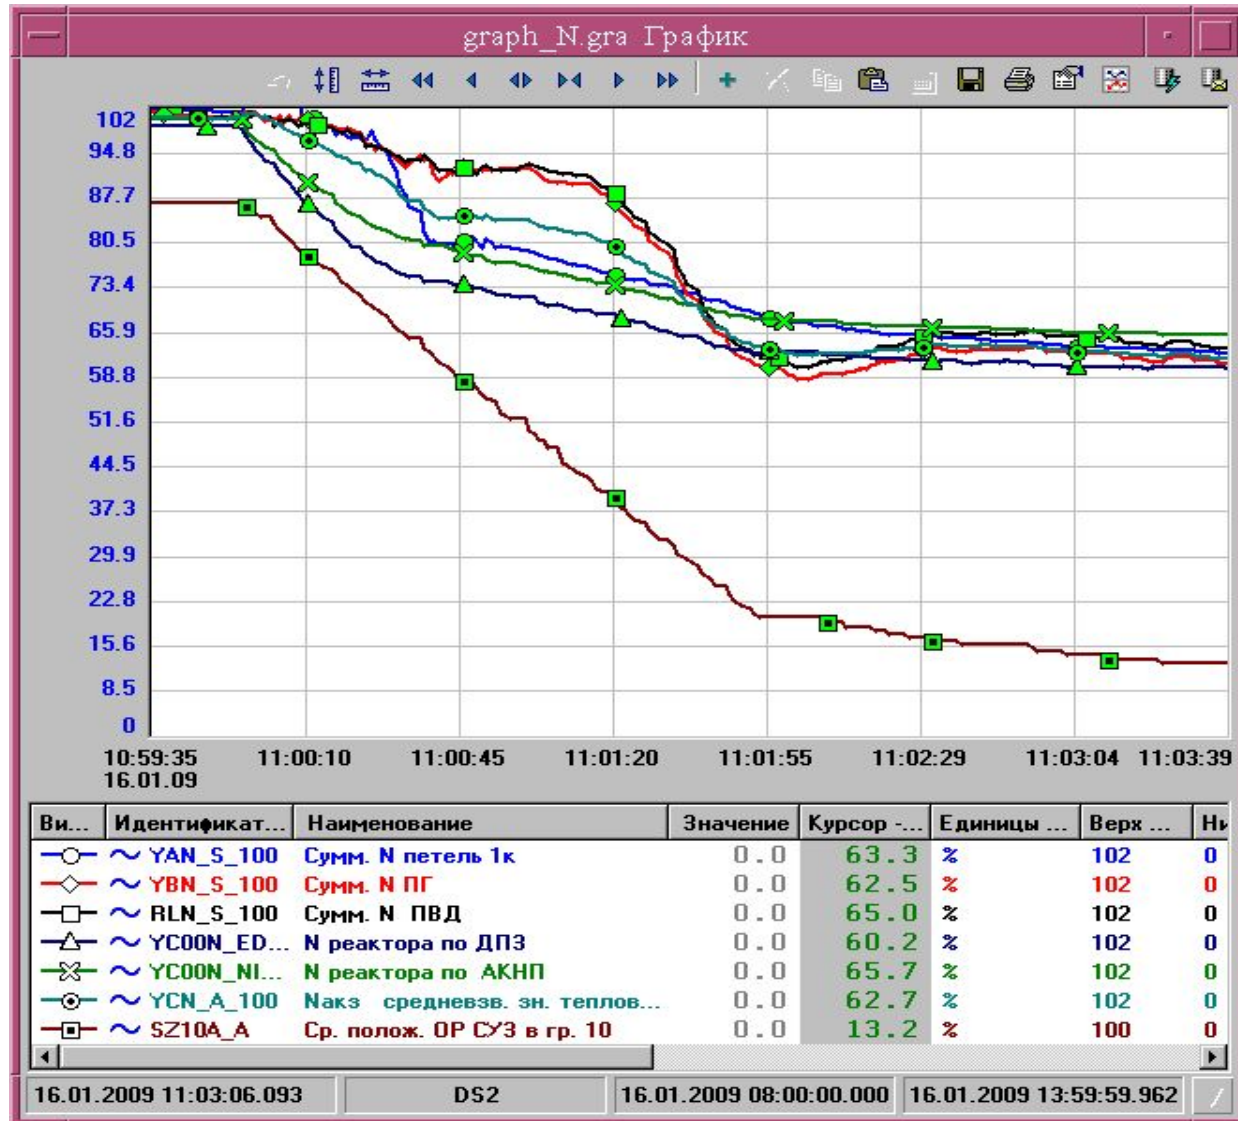 graph_N.gra График
102
94.8
87.7
80.5
73.4
65.9
58.8
51.6
44.5
37.3
29.9
22.8
15.6
8.5
0
10:59:35 11:00:10 11:00:45 11:01:20 11:01:55 11:02:29 11:03:04 11:03:39
16.01.09
Ви... Идентификат... Наименование Значение Курсор -... Единицы ... Верх ... Ни
YAN_S_100 Сумм. N петель 1к 0.0 63.3 % 102 0
YBN_S_100 Сумм. N ПГ 0.0 62.5 % 102 0
RLN_S_100 Сумм. N ПВД 0.0 65.0 % 102 0
YC00N_ED... N реактора по ДПЗ 0.0 60.2 % 102 0
YC00N_NI... N реактора по АКНП 0.0 65.7 % 102 0
YCN_A_100 Nакз средневзв. зн. теплов... 0.0 62.7 % 102 0
SZ10A_A Ср. полож. ОР СУЗ в гр. 10 0.0 13.2 % 100 0
16.01.2009 11:03:06.093 DS2 16.01.2009 08:00:00.000 16.01.2009 13:59:59.962